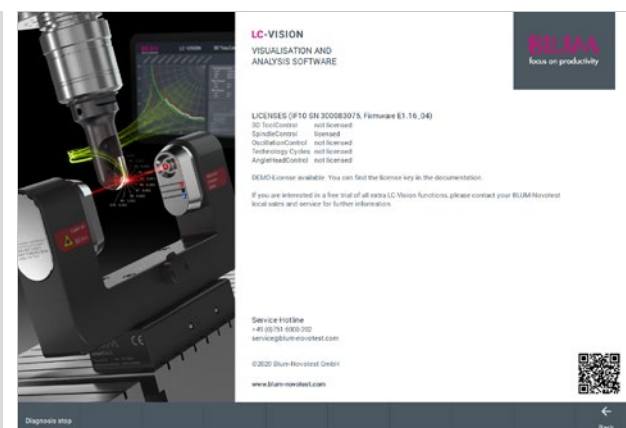 LC-VISION
VISUALISATION AND
ANALYSIS SOFTWARE
BLUM
focus on productivity
LICENSES (IF10 SN 300083075, Firmware E1.16_04)
3D ToolControl not licensed
SpindleControl licensed
OscillationControl not licensed
Technology Cycles not licensed
AngleHeadControl not licensed
DEMO-License available. You can find the license key in the documentation.
If you are interested in a free trial of all extra LC-Vision functions, please contact your BLUM-Novotest
local sales and service for further information.
Service-Hotline
+49 (0)751 6008-202
service@blum-novotest.com
©2020 Blum-Novotest GmbH
www.blum-novotest.com
Diagnosis stop
Back